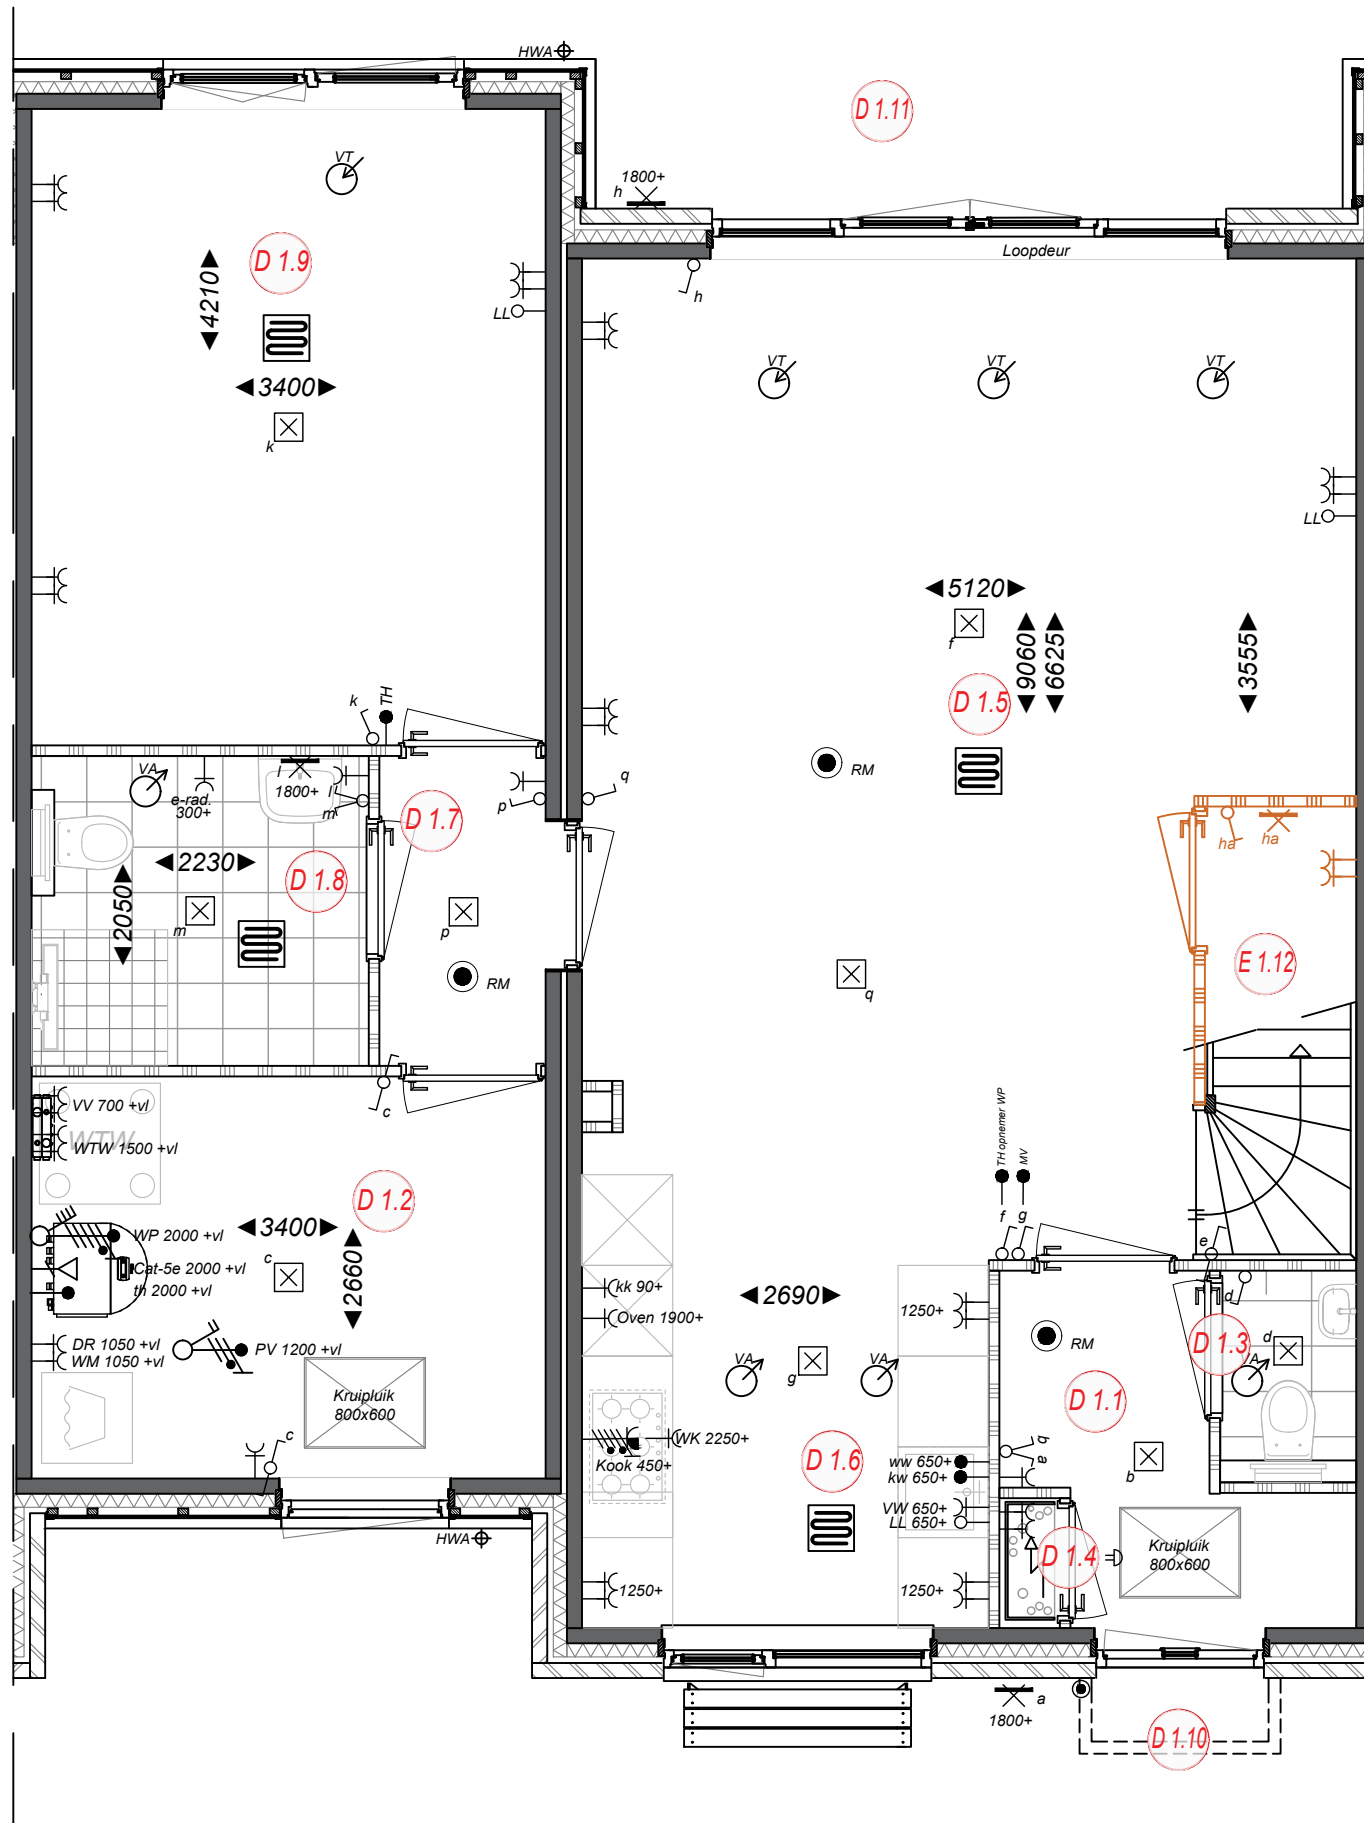 HWA
D 1.11
VT
1800+
h
Loopdeur
D 1.9
4210
h
LL
3400
VT
VT
VT
k
LL
5120
f
9060
6625
3555
D 1.5
k
TH
RM
VA
l
1800+
e-rad.
300+
l
m
p
q
D 1.7
ha
ha
2230
D 1.8
2050
m
p
E 1.12
RM
q
c
VV 700 +vl
WTW
WTW 1500 +vl
TH opnemer WP
MV
D 1.2
f
g
3400
WP 2000 +vl
e
c
Cat-5e 2000 +vl
2660
th 2000 +vl
kk 90+
2690
d
1250+
Oven 1900+
DR 1050 +vl
PV 1200 +vl
WM 1050 +vl
RM
D 1.3
d
VA
VA
VA
g
Kruipluik
800x600
D 1.1
c
WK 2250+
b
a
Kook 450+
D 1.6
ww 650+
kw 650+
b
VW 650+
LL 650+
HWA
Kruipluik
800x600
D 1.4
1250+
1250+
a
1800+
D 1.10